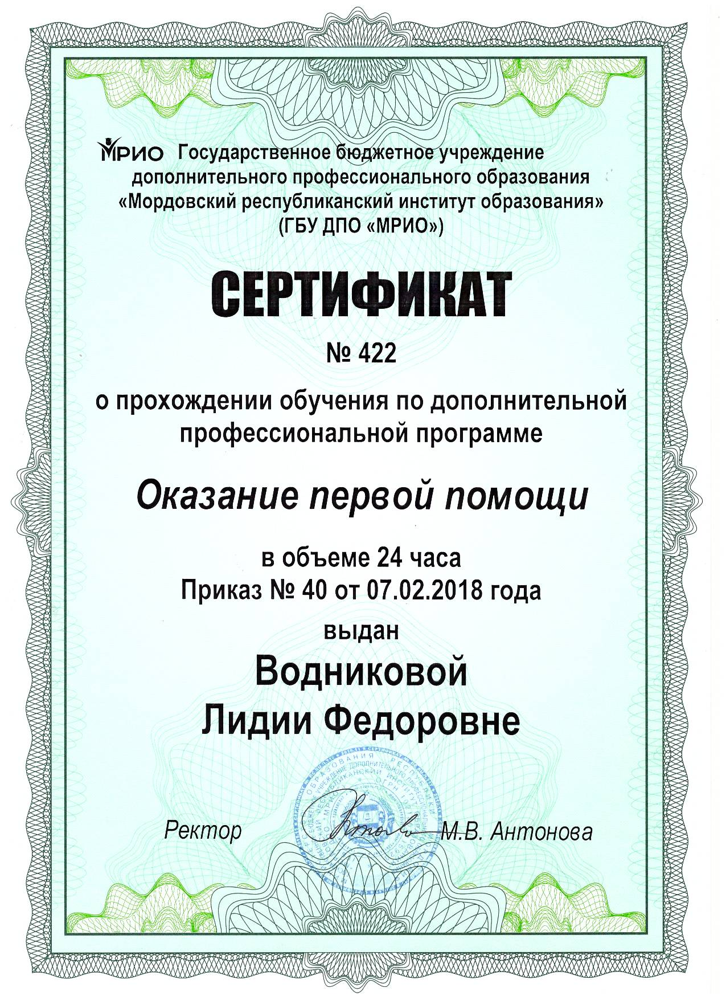 МРИО Государственное бюджетное учреждение
дополнительного профессионального образования
«Мордовский республиканский институт образования»
(ГБУ ДПО «МРИО»)
СЕРТИФИКАТ
№ 422
о прохождении обучения по дополнительной
профессиональной программе
Оказание первой помощи
в объеме 24 часа
Приказ № 40 от 07.02.2018 года
выдан
Водниковой
Лидии Федоровне
Ректор М.В. Антонова